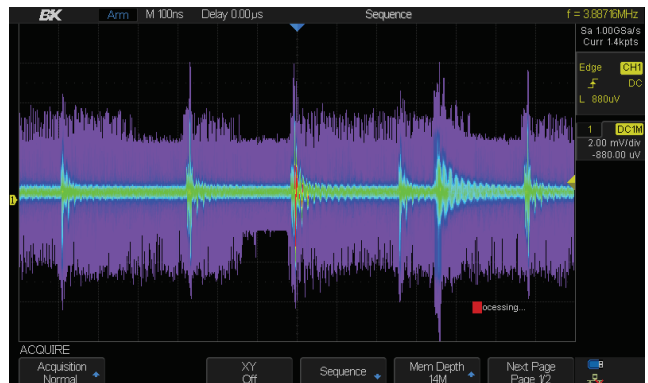 BK Arm M 100ns Delay 0.00µs Sequence f = 3.88716MHz
Sa 1.00GSa/s
Curr 1.4kpts
Edge CH1
DC
L 880uV
1 DC1M
2.00 mV/div
-880.00 uV
1
ocessing...
ACQUIRE
Acquisition
Normal
XY
Off
Sequence
Mem Depth
14M
Next Page
Page 1/2